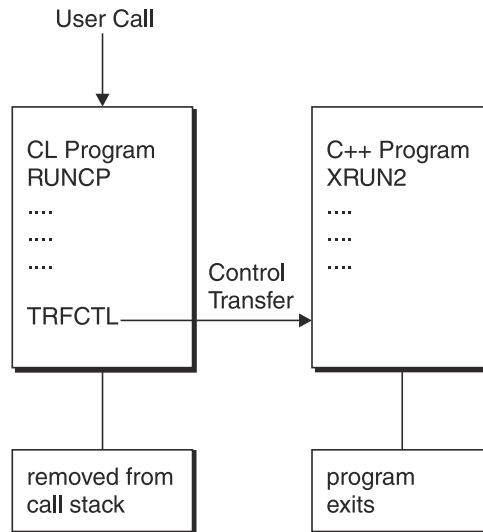 User Call
CL Program
RUNCP
....
....
....
TRFCTL
Control
Transfer
C++ Program
XRUN2
....
....
....
removed from
call stack
program
exits